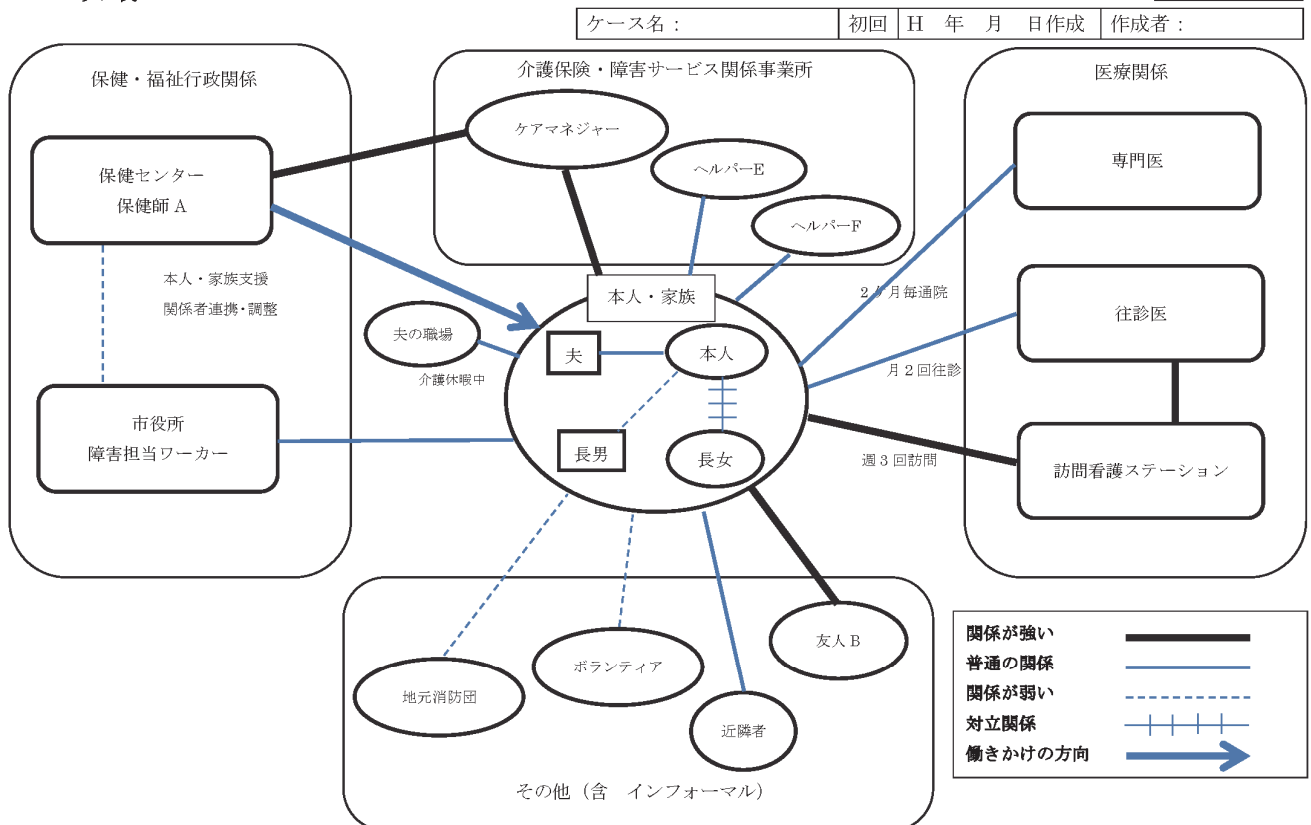 ケース名：
初回
H 年 月 日作成
作成者：
保健・福祉行政関係
保健センター
保健師 A
本人・家族支援
関係者連携・調整
市役所
障害担当ワーカー
介護保険・障害サービス関係事業所
ケアマネジャー
ヘルパーE
ヘルパーF
医療関係
専門医
往診医
訪問看護ステーション
2ヶ月毎通院
月2回往診
週3回訪問
夫の職場
介護休暇中
本人・家族
夫
本人
長男
長女
地元消防団
ボランティア
近隣者
友人 B
その他（含 インフォーマル）
関係が強い
普通の関係
関係が弱い
対立関係
働きかけの方向